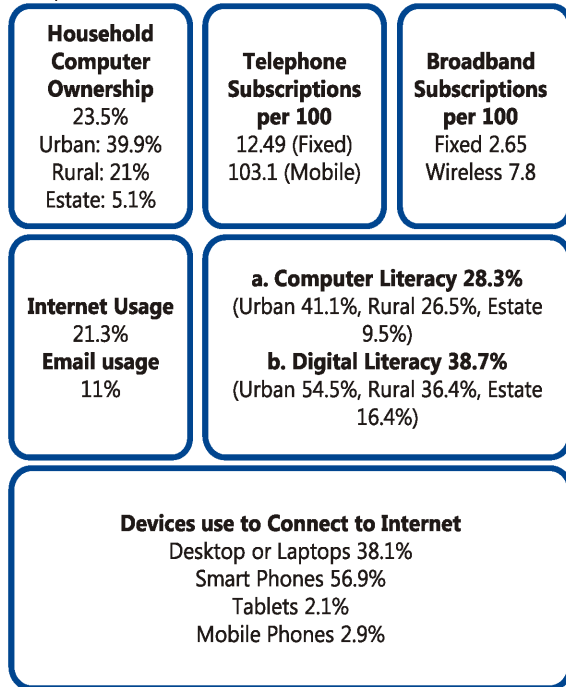 Household
Computer
Ownership
23.5%
Urban: 39.9%
Rural: 21%
Estate: 5.1%
Telephone
Subscriptions
per 100
12.49 (Fixed)
103.1 (Mobile)
Broadband
Subscriptions
per 100
Fixed 2.65
Wireless 7.8
Internet Usage
21.3%
Email usage
11%
a. Computer Literacy 28.3%
(Urban 41.1%, Rural 26.5%, Estate
9.5%)
b. Digital Literacy 38.7%
(Urban 54.5%, Rural 36.4%, Estate
16.4%)
Devices use to Connect to Internet
Desktop or Laptops 38.1%
Smart Phones 56.9%
Tablets 2.1%
Mobile Phones 2.9%